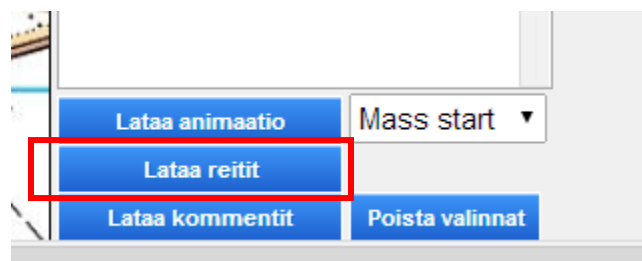 Lataa animaatio Mass start
Lataa reitit
Lataa kommentit Poista valinnat